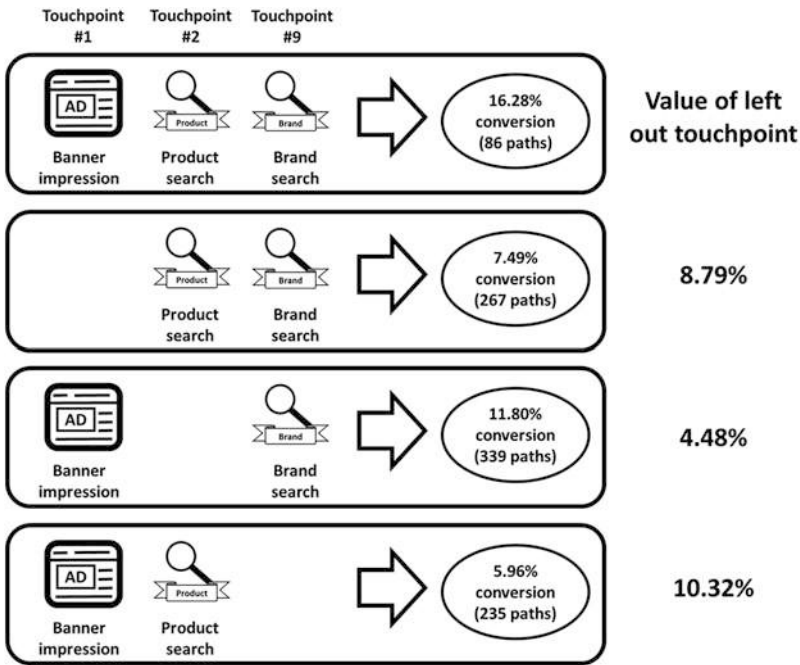 Touchpoint #1
Touchpoint #2
Touchpoint #9
AD
Product
Brand
Banner impression
Product search
Brand search
16.28%
conversion
(86 paths)
Value of left
out touchpoint
Product
Brand
Product search
Brand search
7.49%
conversion
(267 paths)
8.79%
AD
Brand
Banner impression
Brand search
11.80%
conversion
(339 paths)
4.48%
AD
Product
Banner impression
Product search
5.96%
conversion
(235 paths)
10.32%